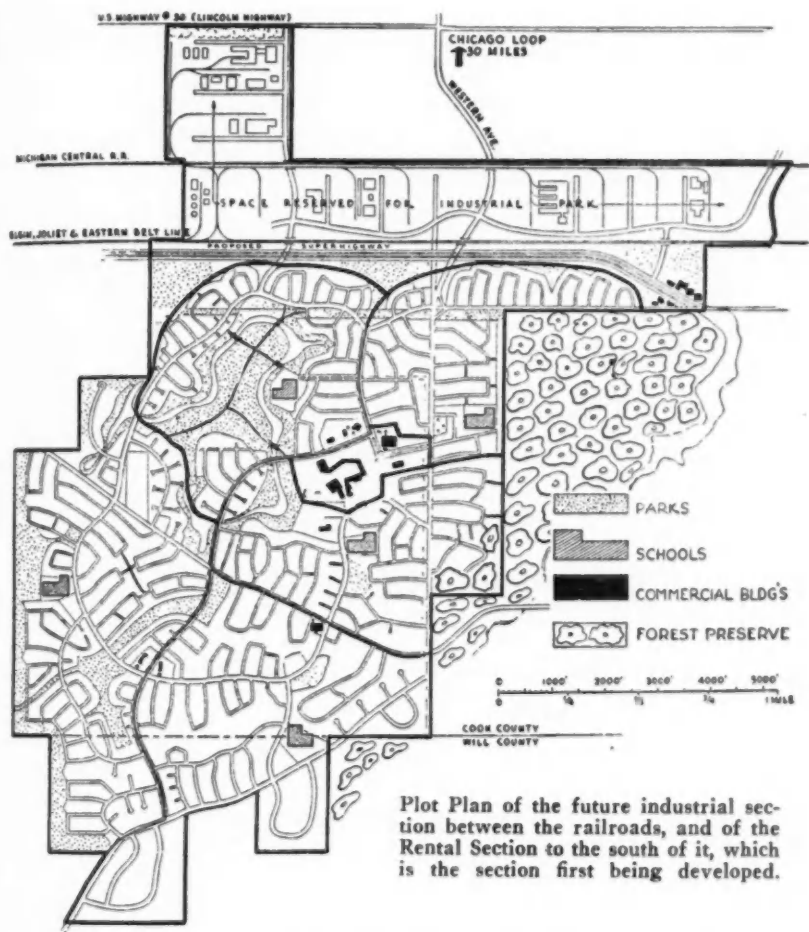 U.S. HIGHWAY # 30 (LINCOLN HIGHWAY)
CHICAGO LOOP
30 MILES
WESTERN AVE.
MICHIGAN CENTRAL R.R.
SPACE RESERVED FOR INDUSTRIAL PARK
ELGIN, JOLIET & EASTERN BELT LINE
PROPOSED SUPERHIGHWAY
PARKS
SCHOOLS
COMMERCIAL BLDG'S
FOREST PRESERVE
0 1000' 2000' 3000' 4000' 5000'
0 1/4 1/2 3/4 1 MILE
COOK COUNTY
WILL COUNTY
Plot Plan of the future industrial sec-
tion between the railroads, and of the
Rental Section to the south of it, which
is the section first being developed.